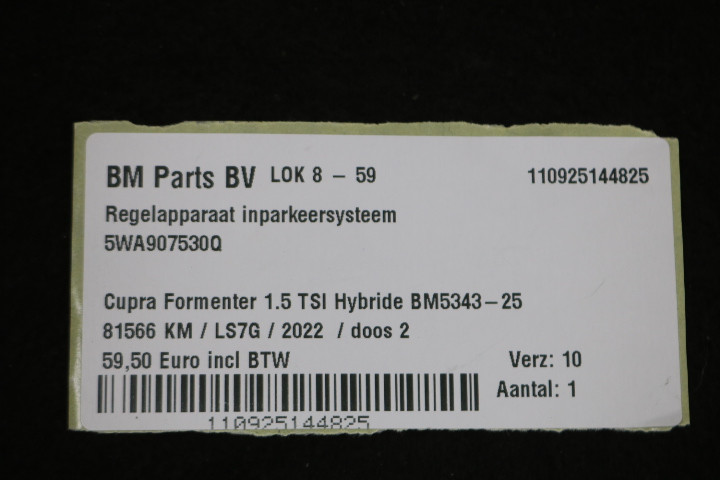 BM Parts BV LOK 8 - 59 110925144825
Regelapparaat inparkeersysteem
5WA907530Q
Cupra Formenter 1.5 TSI Hybride BM5343-25
81566 KM / LS7G / 2022 / doos 2
59,50 Euro incl BTW Verz: 10
Aantal: 1
110925144825